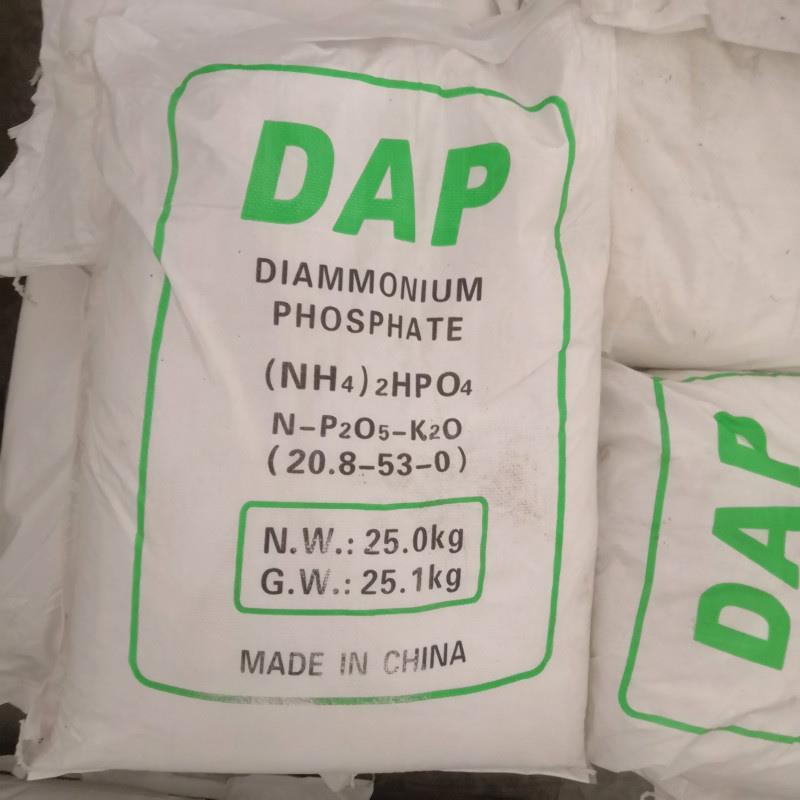 DAP
DIAMMONIUM
PHOSPHATE
(NH4)2HPO4
N-P2O5-K2O
(20.8-53-0)
N.W.: 25.0kg
G.W.: 25.1kg
MADE IN CHINA
DAP